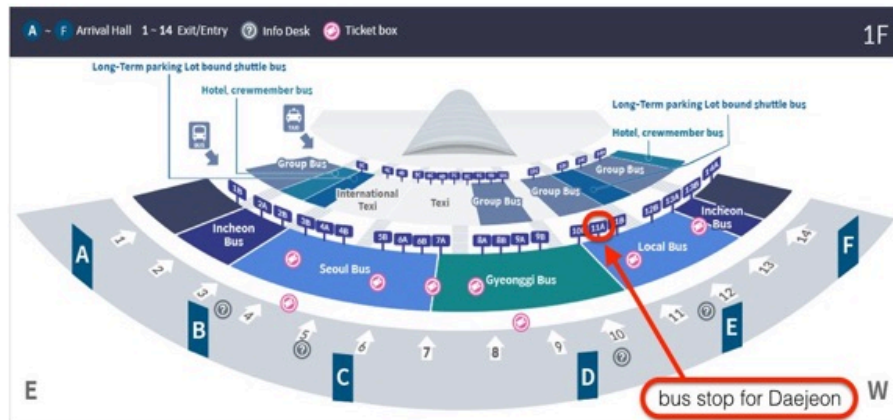 A ~ F Arrival Hall 1 ~ 14 Exit/Entry ? Info Desk Ticket box 1F
Long-Term parking Lot bound shuttle bus
Hotel, crewmember bus
BUS
TAXI
Group Bus
International
Texi
Texi
Group Bus
Group Bus
Group Bus
Long-Term parking Lot bound shuttle bus
Hotel, crewmember bus
1B 2A 2B 3B 4A 4B 5B 6A 6B 7A 8A 8B 9A 9B 11A 12B 13A 13B 14A
Incheon
Bus
Seoul Bus
Gyeonggi Bus
Local Bus
Incheon
Bus
A B C D E F
1 2 3 4 5 6 7 8 9 10 11 12 13 14
E
W
bus stop for Daejeon